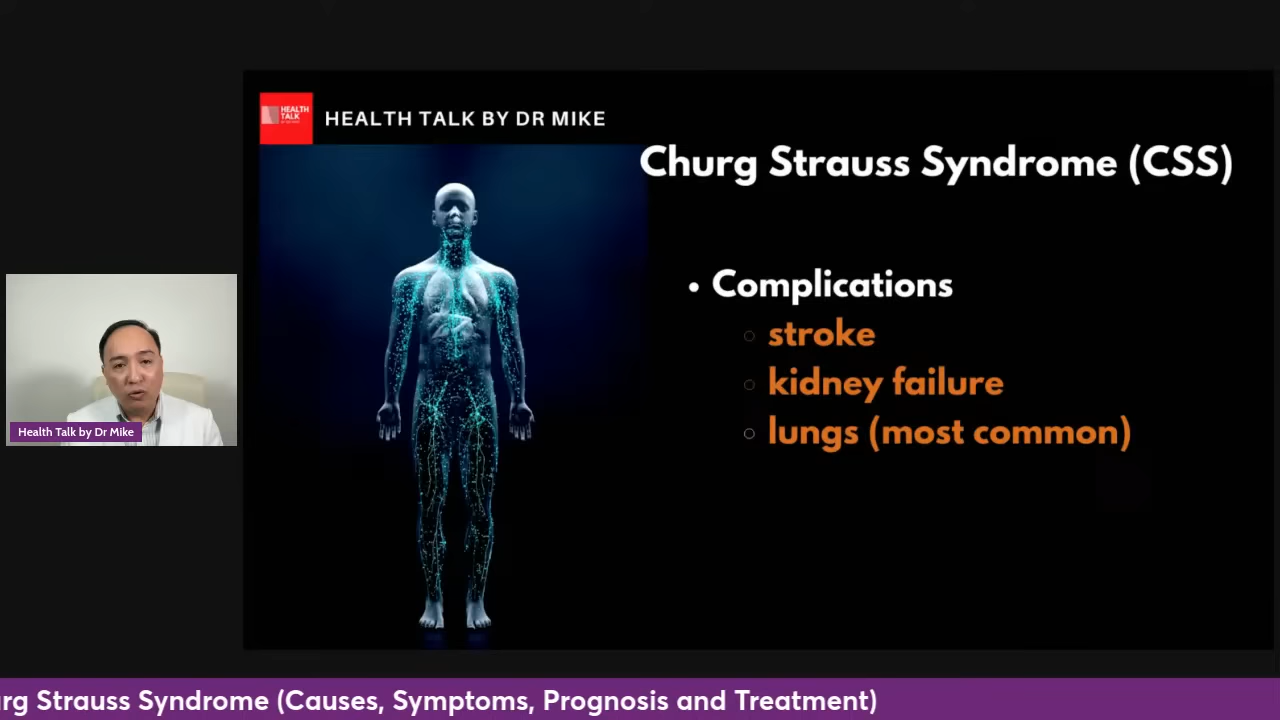 HEALTH
TALK
HEALTH TALK BY DR MIKE
Churg Strauss Syndrome (CSS)
• Complications
stroke
kidney failure
lungs (most common)
Health Talk by Dr Mike
rg Strauss Syndrome (Causes, Symptoms, Prognosis and Treatment)